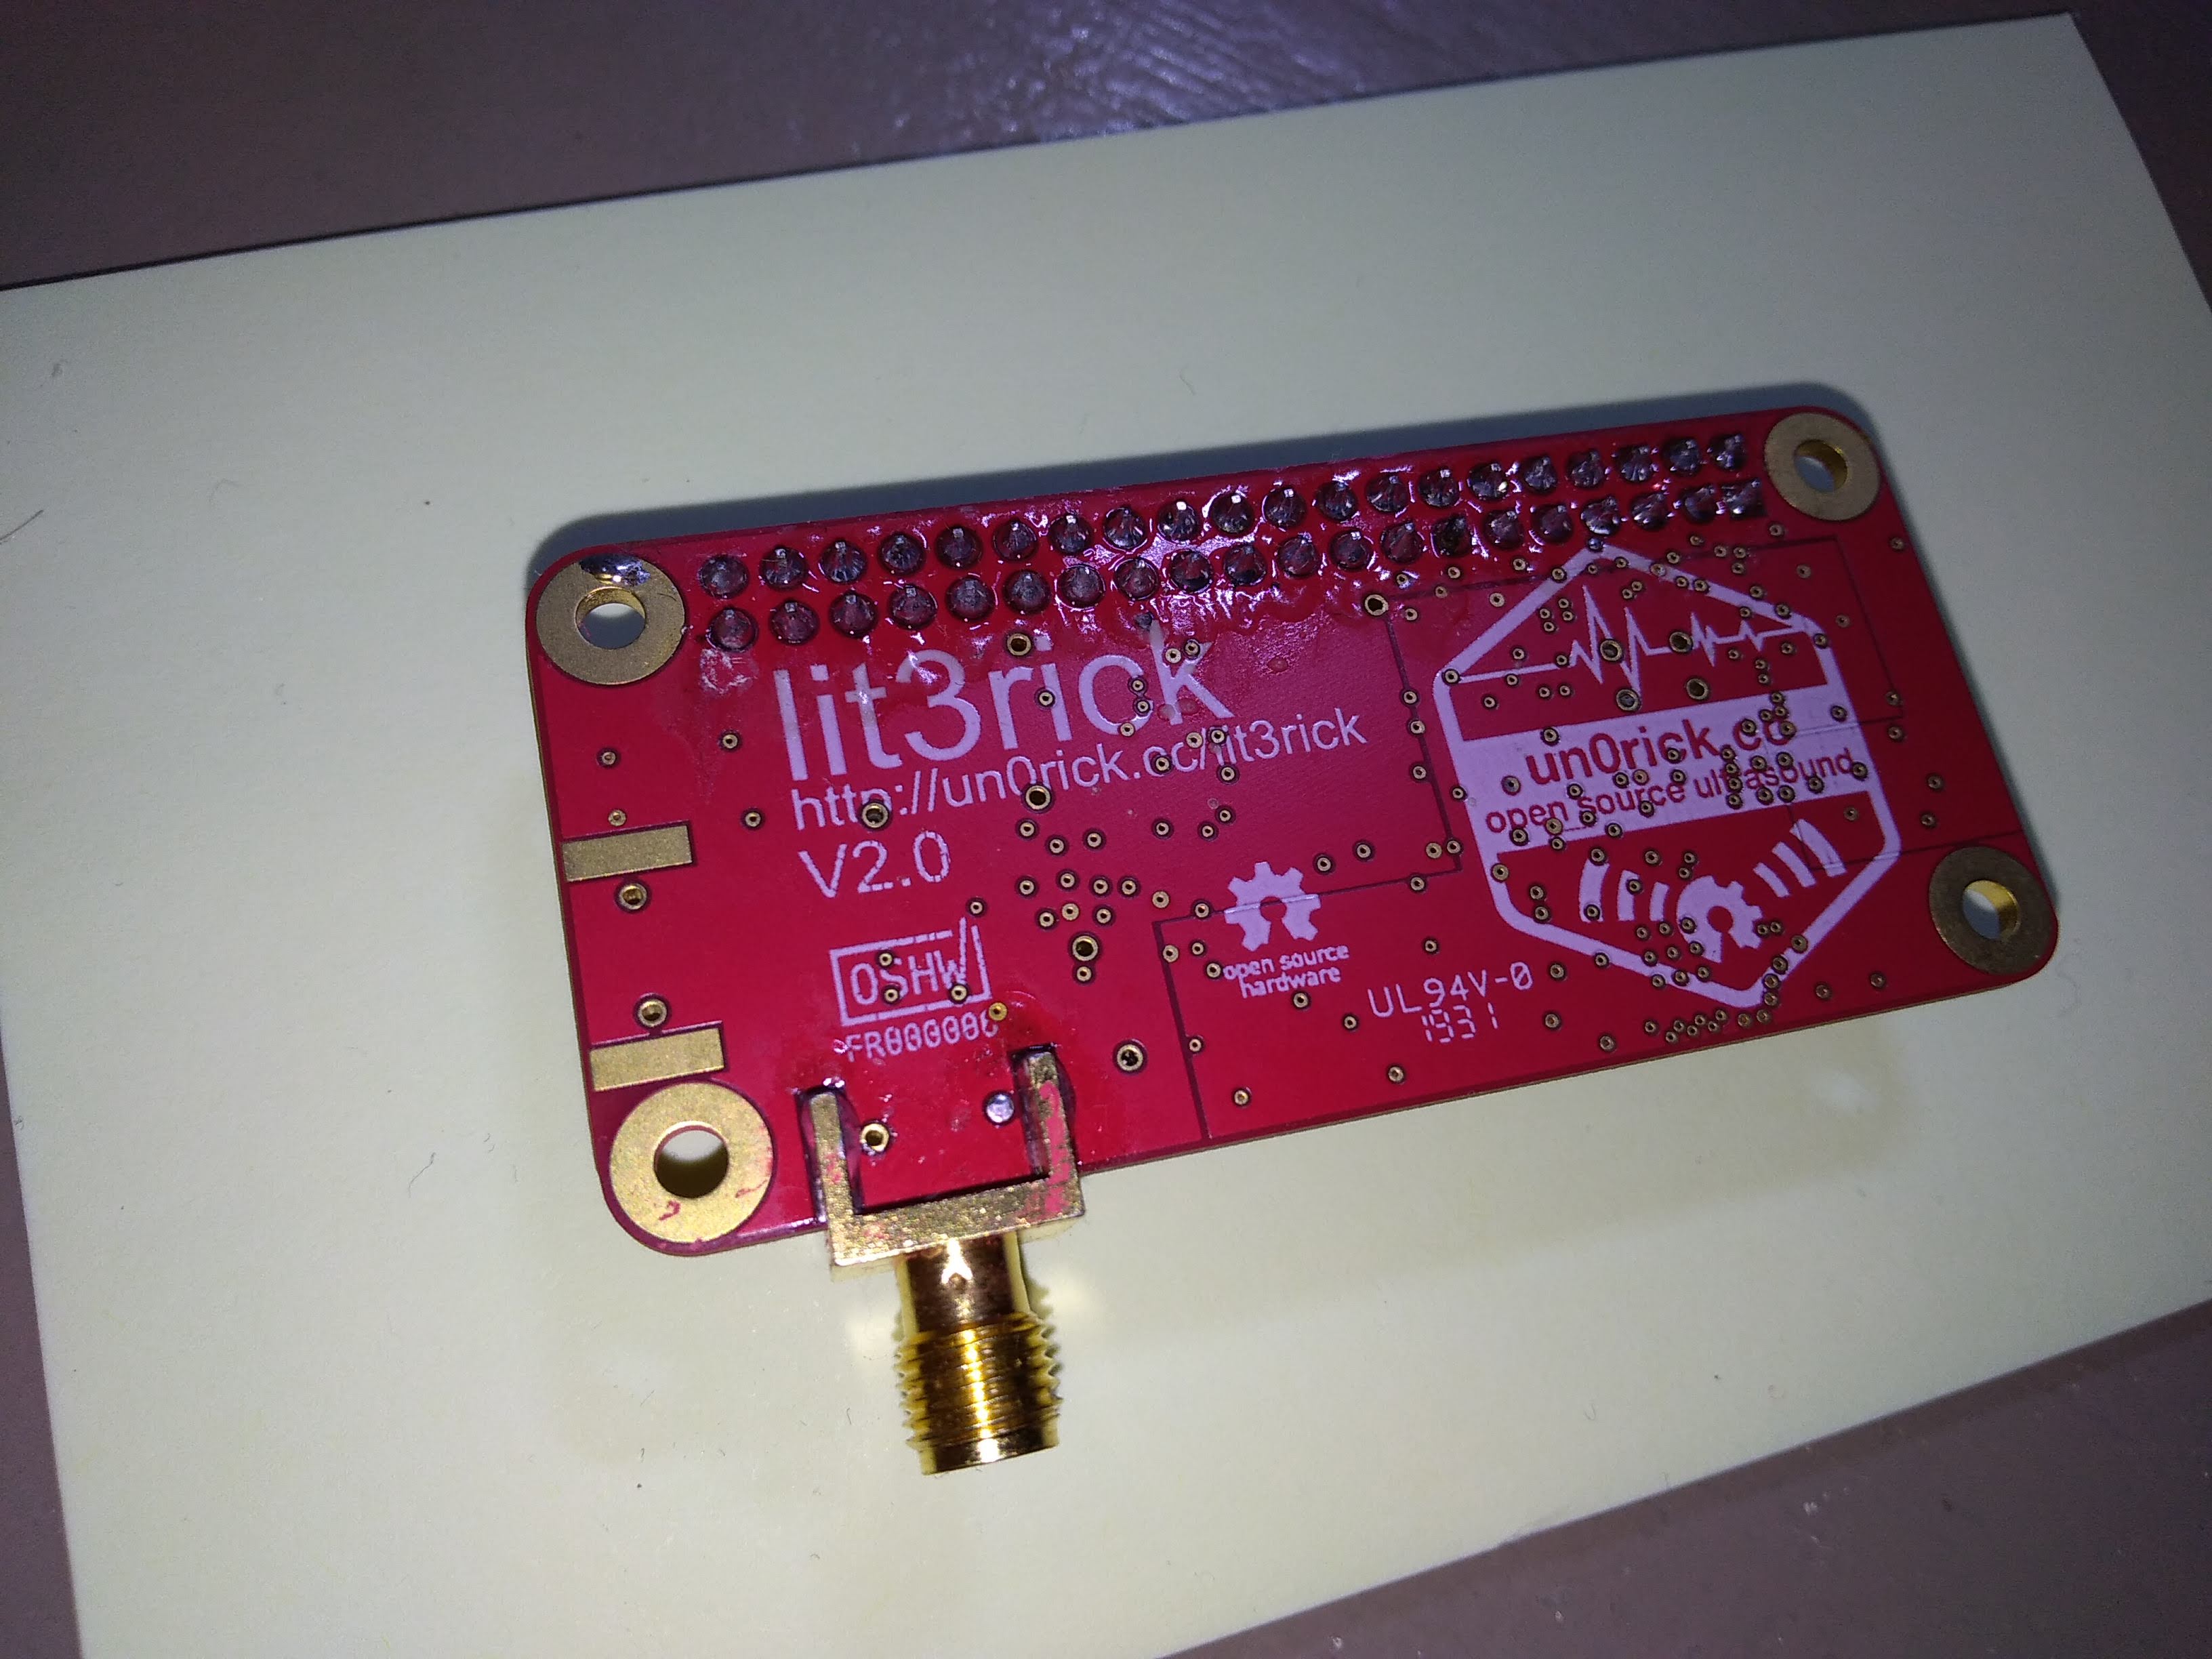 lit3rick
http://un0rick.cc/lit3rick
V2.0
un0rick.cc
open source ultrasound
OSHW
open source
hardware
UL94V-0
1931